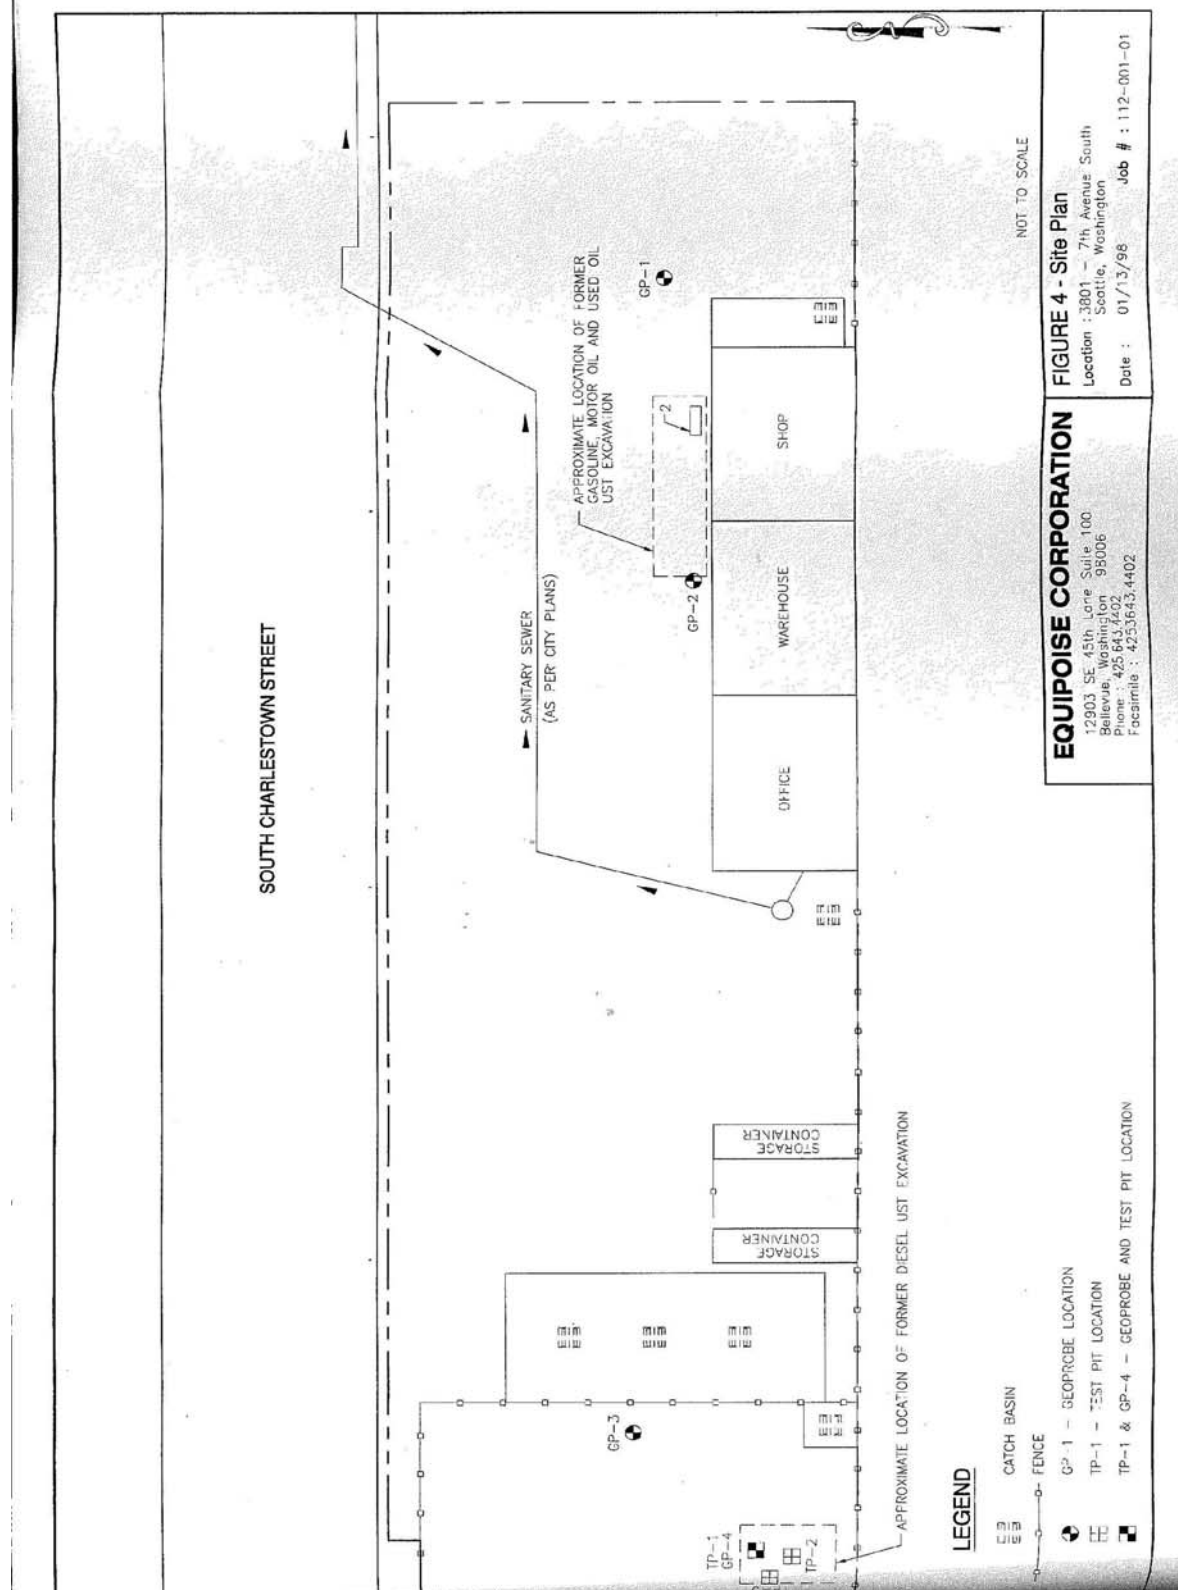 SOUTH CHARLESTOWN STREET
SANITARY SEWER
(AS PER CITY PLANS)
APPROXIMATE LOCATION OF FORMER
GASOLINE, MOTOR OIL AND USED OIL
UST EXCAVATION
GP-1
2
GP-2
SHOP
WAREHOUSE
OFFICE
STORAGE
CONTAINER
STORAGE
CONTAINER
GP-3
TP-1
GP-4
TP-2
APPROXIMATE LOCATION OF FORMER DIESEL UST EXCAVATION
NOT TO SCALE
LEGEND
CATCH BASIN
FENCE
GP-1 - GEOPROBE LOCATION
TP-1 - TEST PIT LOCATION
TP-1 & GP-4 - GEOPROBE AND TEST PIT LOCATION
EQUIPOISE CORPORATION
12903 SE 45th Lane Suite 100
Bellevue, Washington 98006
Phone : 425.643.4402
Facsimile : 425.643.4402
FIGURE 4 - Site Plan
Location : 3801 - 7th Avenue South
Seattle, Washington
Date : 01/13/98 Job # : 112-001-01